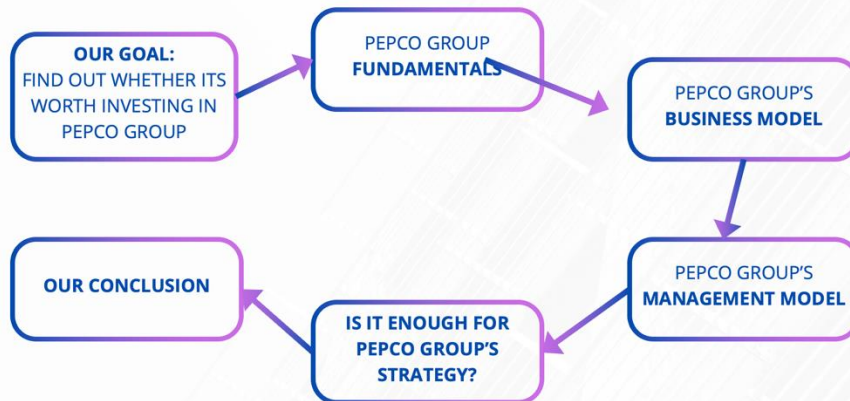 OUR GOAL:
FIND OUT WHETHER ITS
WORTH INVESTING IN
PEPCO GROUP
PEPCO GROUP
FUNDAMENTALS
PEPCO GROUP'S
BUSINESS MODEL
PEPCO GROUP'S
MANAGEMENT MODEL
IS IT ENOUGH FOR
PEPCO GROUP'S
STRATEGY?
OUR CONCLUSION